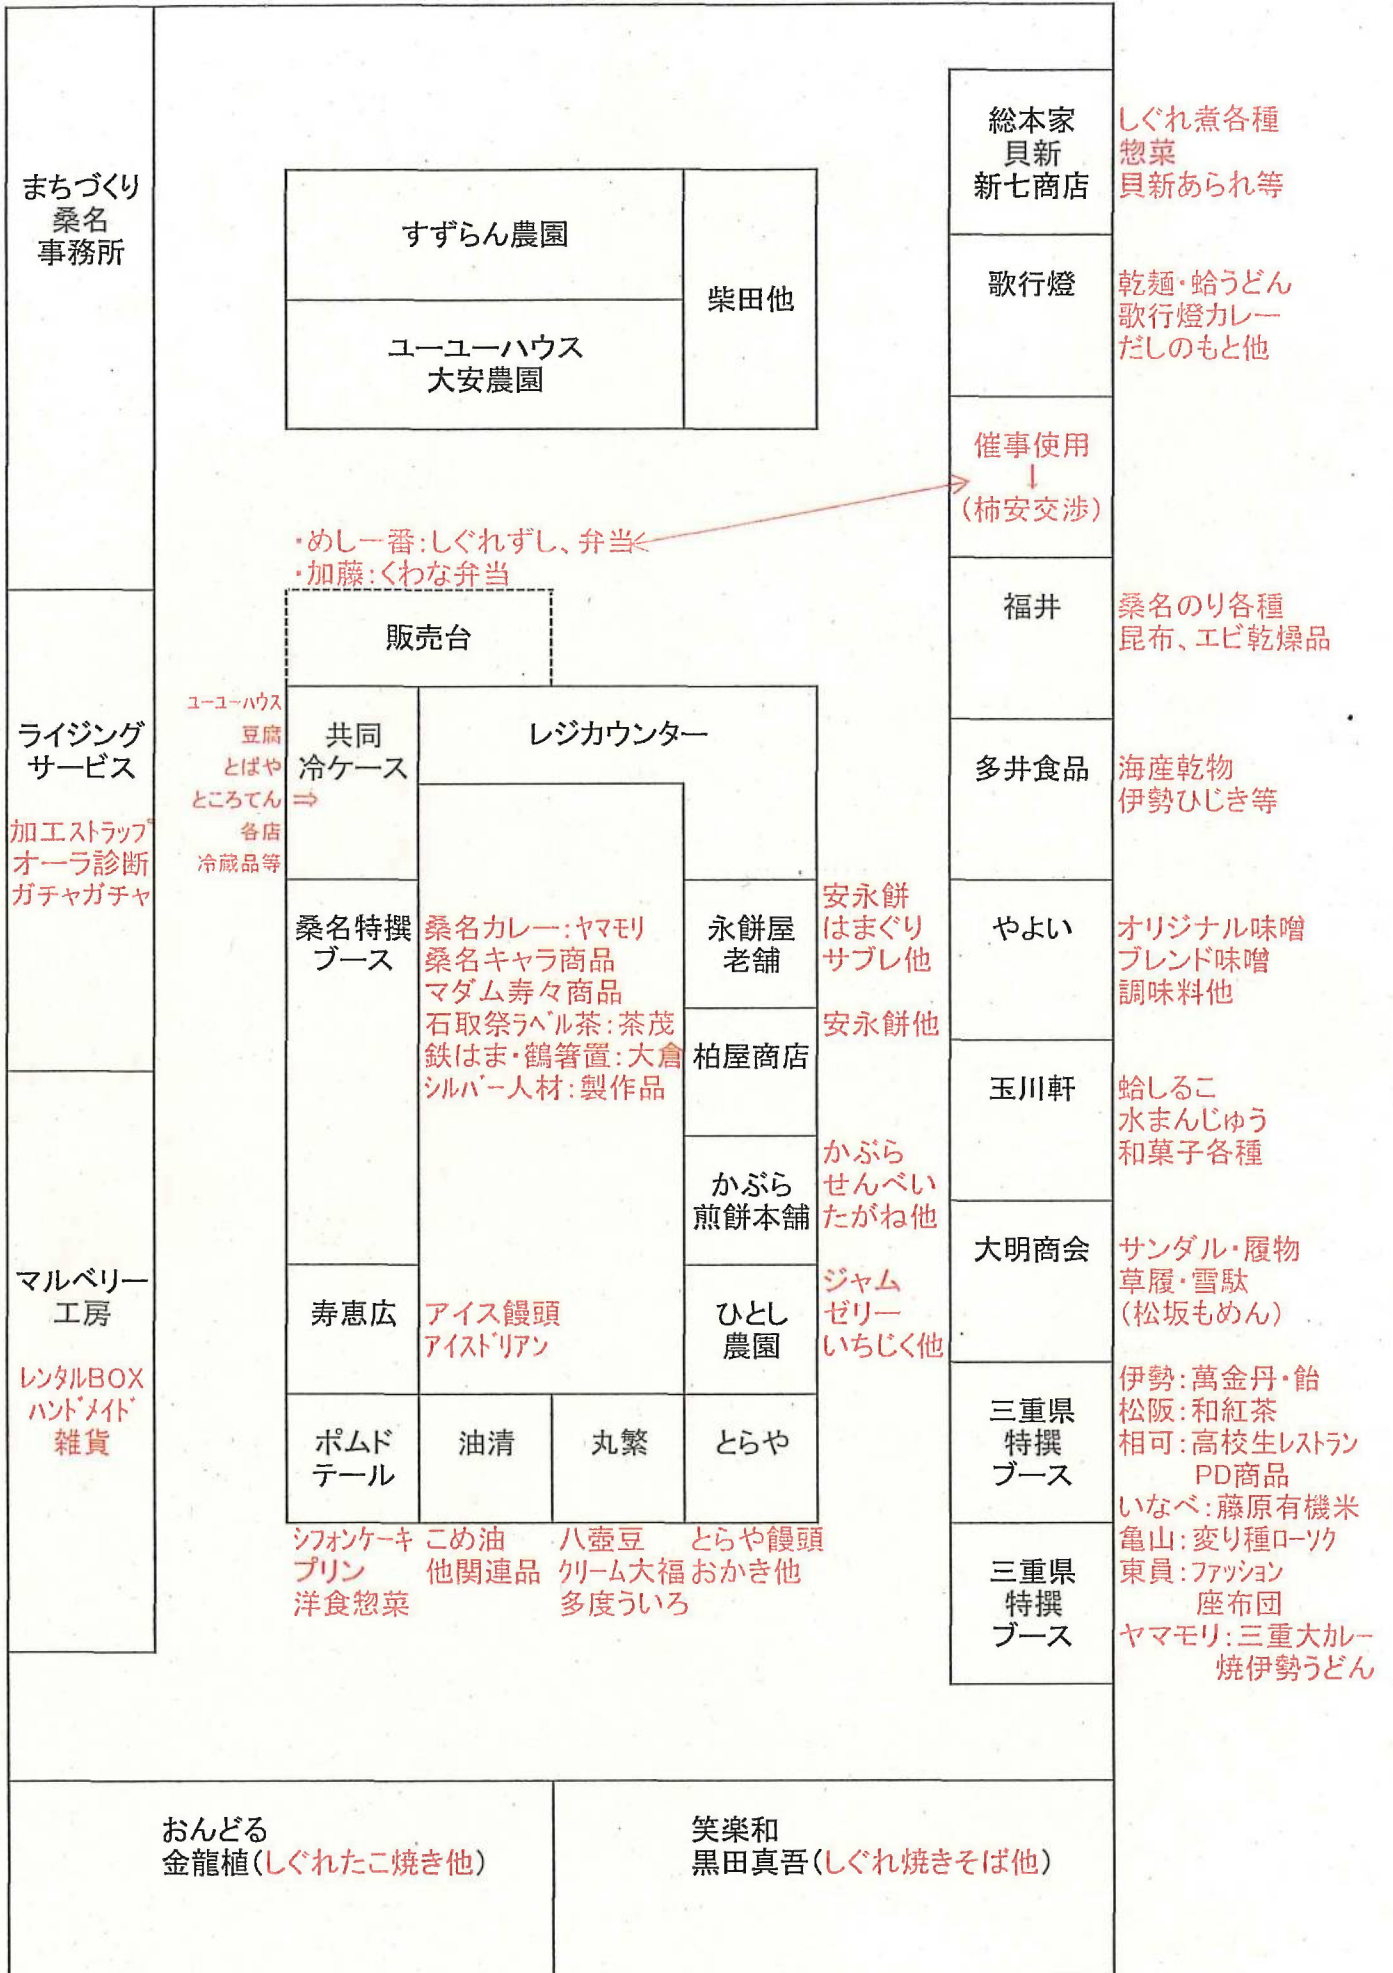 まちづくり
桑名
事務所
ライジング
サービス
加工ストラップ
オーラ診断
ガチャガチャ
マルベリー
工房
レンタルBOX
ハンドメイド
雑貨
すずらん農園
ユーユーハウス
大安農園
柴田他
・めし一番:しぐれずし、弁当
・加藤:くわな弁当
販売台
ユーユーハウス
豆腐
とばや
ところてん ⇒
各店
冷蔵品等
共同
冷ケース
レジカウンター
桑名特撰
ブース
桑名カレー:ヤマモリ
桑名キャラ商品
マダム寿々商品
石取祭ラベル茶:茶茂
鉄はま・鶴箸置:大倉
シルバー人材:製作品
寿恵広
アイス饅頭
アイスドリアン
永餅屋
老舗
安永餅
はまぐり
サブレ他
柏屋商店
安永餅他
かぶら
煎餅本舗
かぶら
せんべい
たがね他
ひとし
農園
ジャム
ゼリー
いちじく他
ポムド
テール
シフォンケーキ
プリン
洋食惣菜
油清
こめ油
他関連品
丸繁
八壺豆
クリーム大福
多度ういろ
とらや
とらや饅頭
おかき他
総本家
貝新
新七商店
しぐれ煮各種
惣菜
貝新あられ等
歌行燈
乾麺・蛤うどん
歌行燈カレー
だしのもと他
催事使用
↓
(柿安交渉)
福井
桑名のり各種
昆布、エビ乾燥品
多井食品
海産乾物
伊勢ひじき等
やよい
オリジナル味噌
ブレンド味噌
調味料他
玉川軒
蛤しるこ
水まんじゅう
和菓子各種
大明商会
サンダル・履物
草履・雪駄
(松坂もめん)
三重県
特撰
ブース
伊勢:萬金丹・飴
松阪:和紅茶
相可:高校生レストラン
PD商品
いなべ:藤原有機米
三重県
特撰
ブース
亀山:変り種ローソク
東員:ファッション
座布団
ヤマモリ:三重大カレー
焼伊勢うどん
おんどる
金龍植(しぐれたこ焼き他)
笑楽和
黒田真吾(しぐれ焼きそば他)